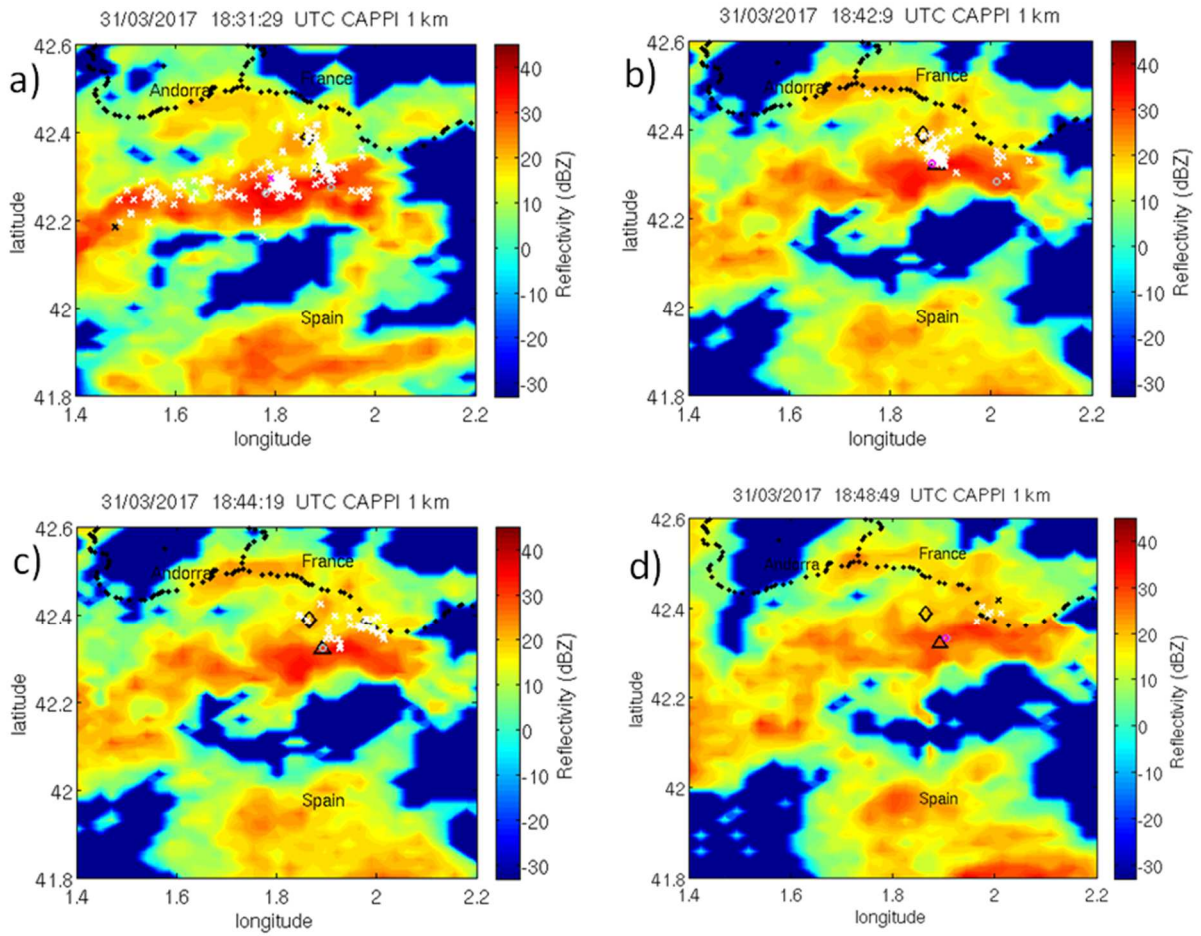 31/03/2017 18:31:29 UTC CAPPI 1 km
a)
42.6
42.4
42.2
42
41.8
latitude
Andorra
France
Spain
1.4
1.6
1.8
2
2.2
longitude
40
30
20
10
0
-10
-20
-30
Reflectivity (dBZ)
31/03/2017 18:42:9 UTC CAPPI 1 km
b)
42.6
42.4
42.2
42
41.8
latitude
Andorra
France
Spain
1.4
1.6
1.8
2
2.2
longitude
40
30
20
10
0
-10
-20
-30
Reflectivity (dBZ)
31/03/2017 18:44:19 UTC CAPPI 1 km
c)
42.6
42.4
42.2
42
41.8
latitude
Andorra
France
Spain
1.4
1.6
1.8
2
2.2
longitude
40
30
20
10
0
-10
-20
-30
Reflectivity (dBZ)
31/03/2017 18:48:49 UTC CAPPI 1 km
d)
42.6
42.4
42.2
42
41.8
latitude
Andorra
France
Spain
1.4
1.6
1.8
2
2.2
longitude
40
30
20
10
0
-10
-20
-30
Reflectivity (dBZ)